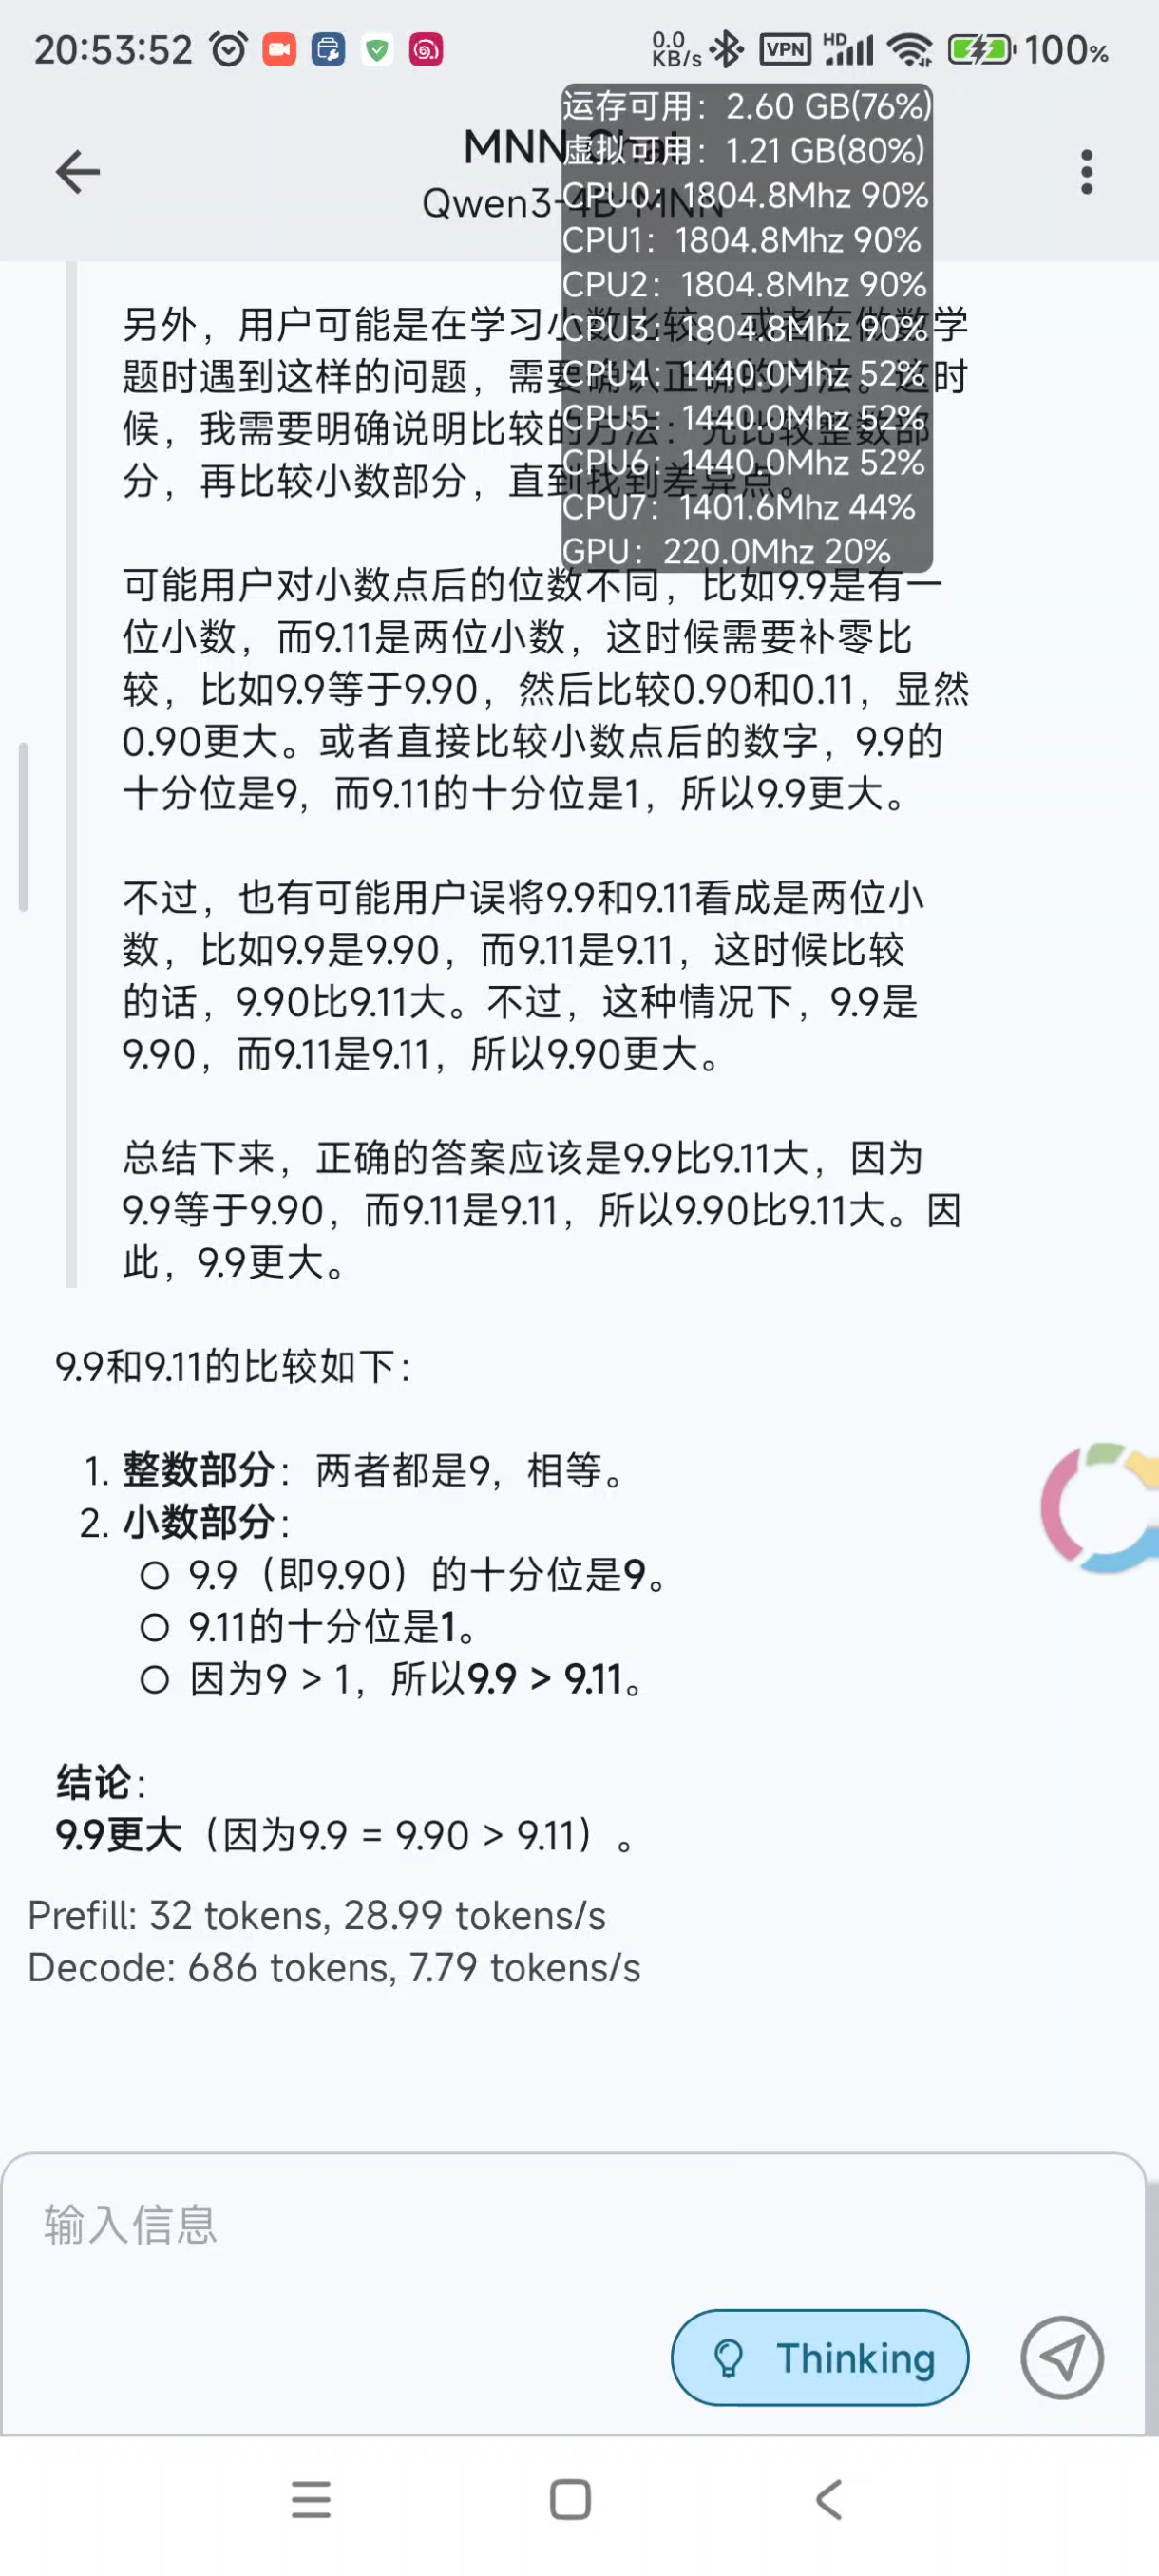 20:53:52
0.0
KB/s
VPN
HD
100%
运存可用：2.60 GB(76%)
虚拟可用：1.21 GB(80%)
CPU0：1804.8Mhz 90%
CPU1：1804.8Mhz 90%
CPU2：1804.8Mhz 90%
CPU3：1804.8Mhz 90%
CPU4：1440.0Mhz 52%
CPU5：1440.0Mhz 52%
CPU6：1440.0Mhz 52%
CPU7：1401.6Mhz 44%
GPU：220.0Mhz 20%
MNN Chat
Qwen3-4B-MNN
另外，用户可能是在学习小数比较，或者在做数学
题时遇到这样的问题，需要确认正确的方法。这时
候，我需要明确说明比较的方法：先比较整数部
分，再比较小数部分，直到找到差异点。
可能用户对小数点后的位数不同，比如9.9是有一
位小数，而9.11是两位小数，这时候需要补零比
较，比如9.9等于9.90，然后比较0.90和0.11，显然
0.90更大。或者直接比较小数点后的数字，9.9的
十分位是9，而9.11的十分位是1，所以9.9更大。
不过，也有可能用户误将9.9和9.11看成是两位小
数，比如9.9是9.90，而9.11是9.11，这时候比较
的话，9.90比9.11大。不过，这种情况下，9.9是
9.90，而9.11是9.11，所以9.90更大。
总结下来，正确的答案应该是9.9比9.11大，因为
9.9等于9.90，而9.11是9.11，所以9.90比9.11大。因
此，9.9更大。
9.9和9.11的比较如下：
1. 整数部分：两者都是9，相等。
2. 小数部分：
9.9（即9.90）的十分位是9。
9.11的十分位是1。
因为9 > 1，所以9.9 > 9.11。
结论：
9.9更大（因为9.9 = 9.90 > 9.11）。
Prefill: 32 tokens, 28.99 tokens/s
Decode: 686 tokens, 7.79 tokens/s
输入信息
Thinking